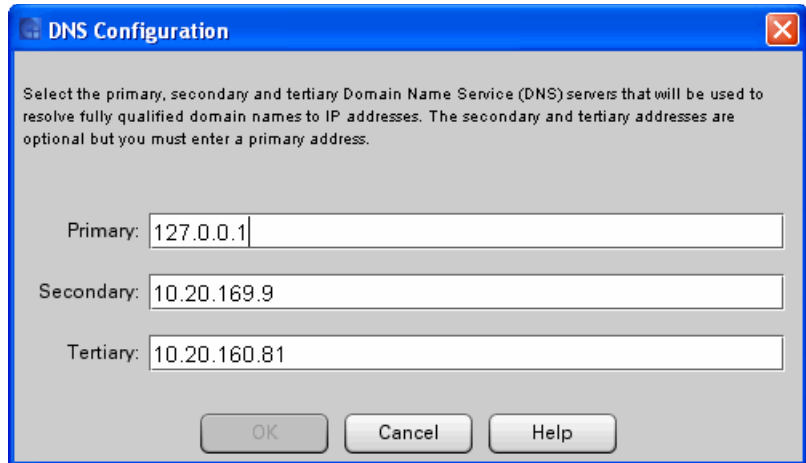 DNS Configuration
Select the primary, secondary and tertiary Domain Name Service (DNS) servers that will be used to
resolve fully qualified domain names to IP addresses. The secondary and tertiary addresses are
optional but you must enter a primary address.
Primary: 127.0.0.1
Secondary: 10.20.169.9
Tertiary: 10.20.160.81
OK Cancel Help